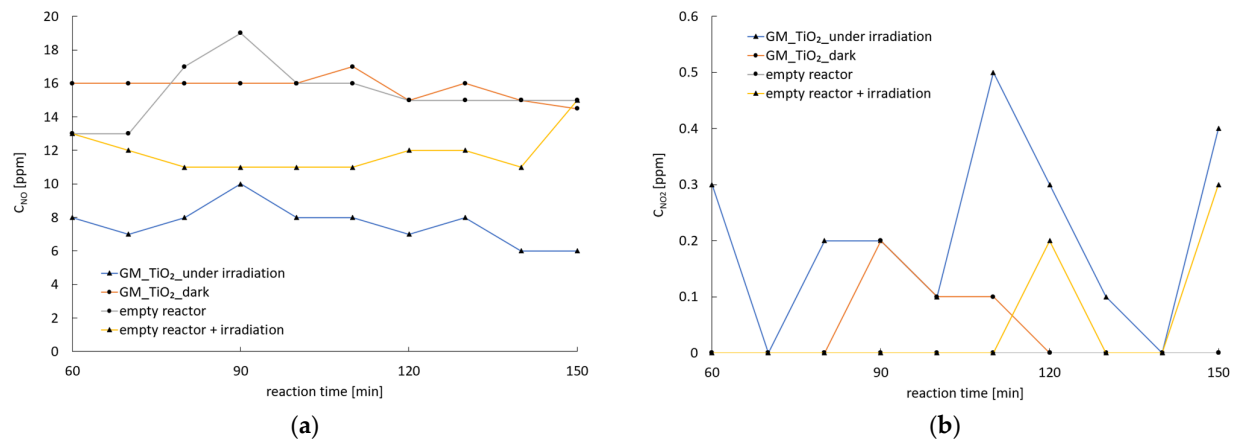 20
18
16
14
12
10
8
6
4
2
0
C_NO [ppm]
GM_TiO₂_under irradiation
GM_TiO₂_dark
empty reactor
empty reactor + irradiation
60 90 120 150
reaction time [min]
(a)
0.6
0.5
0.4
0.3
0.2
0.1
0
C_NO2 [ppm]
GM_TiO₂_under irradiation
GM_TiO₂_dark
empty reactor
empty reactor + irradiation
60 90 120 150
reaction time [min]
(b)